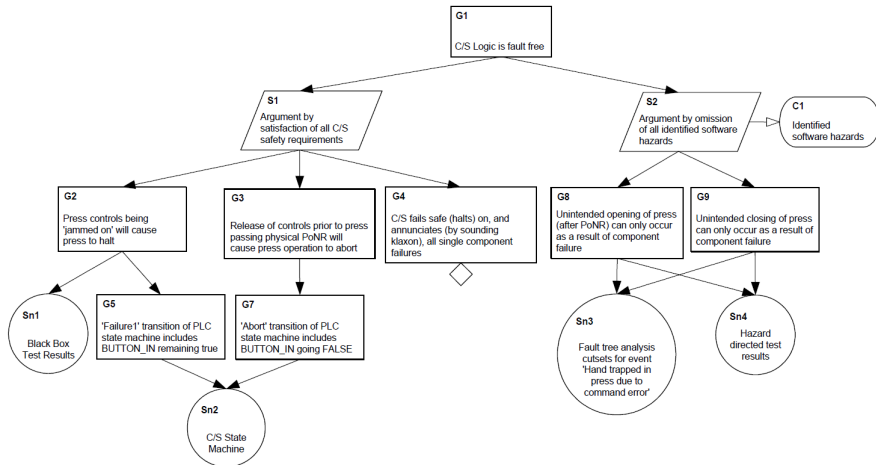 G1
C/S Logic is fault free
S1
Argument by
satisfaction of all C/S
safety requirements
S2
Argument by omission
of all identified software
hazards
C1
Identified
software hazards
G2
Press controls being
'jammed on' will cause
press to halt
G3
Release of controls prior to press
passing physical PoNR will
cause press operation to abort
G4
C/S fails safe (halts) on, and
annunciates (by sounding
klaxon), all single component
failures
G8
Unintended opening of press
(after PoNR) can only occur
as a result of component
failure
G9
Unintended closing of press
can only occur as a result of
component failure
Sn1
Black Box
Test Results
G5
'Failure1' transition of PLC
state machine includes
BUTTON_IN remaining true
G7
'Abort' transition of PLC
state machine includes
BUTTON_IN going FALSE
Sn3
Fault tree analysis
cutsets for event
'Hand trapped in
press due to
command error'
Sn4
Hazard
directed test
results
Sn2
C/S State
Machine